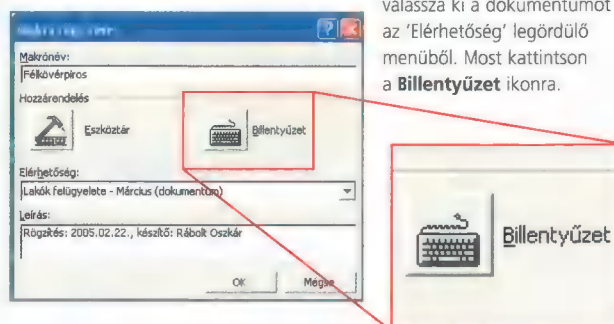 válassza ki a dokumentumot
az ’Elérhetőség’ legördülő
menüből. Most kattintson
a Billentyűzet ikonra.
Makrónév:
Félkövérpiros
Hozzárendelés
Eszköztár
Billentyűzet
Elérhetőség:
Lakók felügyelete - Március (dokumentum)
Leírás:
Rögzítés: 2005.02.22., készítő: Rábolt Oszkár
OK
Mégse
Billentyűzet